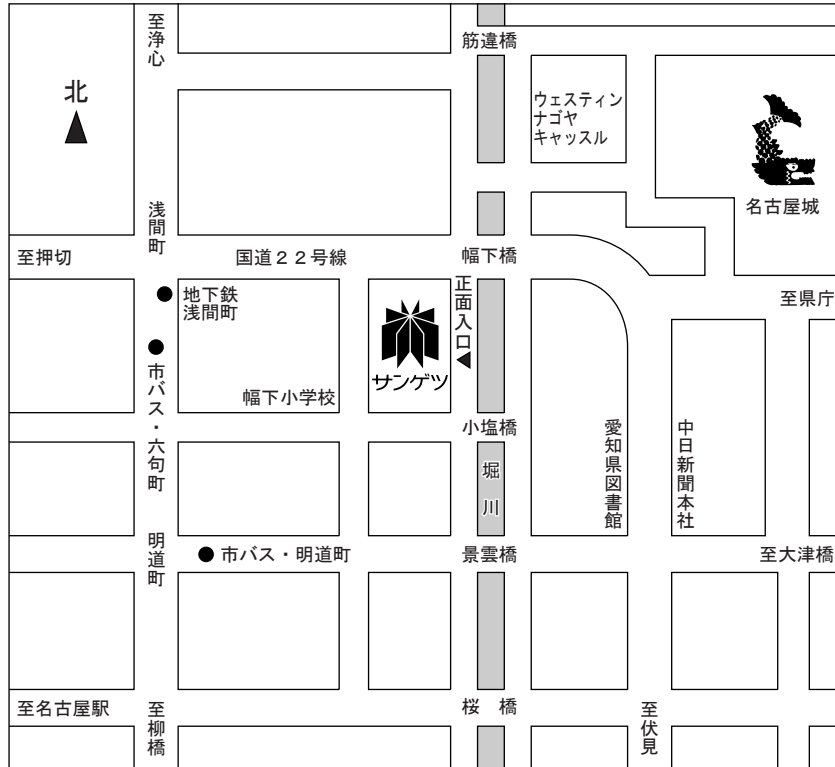 至浄心
筋違橋
北
ウェスティン
ナゴヤ
キャッスル
名古屋城
浅間町
至押切
国道２２号線
幅下橋
正面入口
至県庁
地下鉄
浅間町
サンゲツ
市バス・六句町
幅下小学校
小塩橋
愛知県図書館
中日新聞本社
堀川
明道町
市バス・明道町
景雲橋
至大津橋
至名古屋駅
至柳橋
桜　橋
至伏見